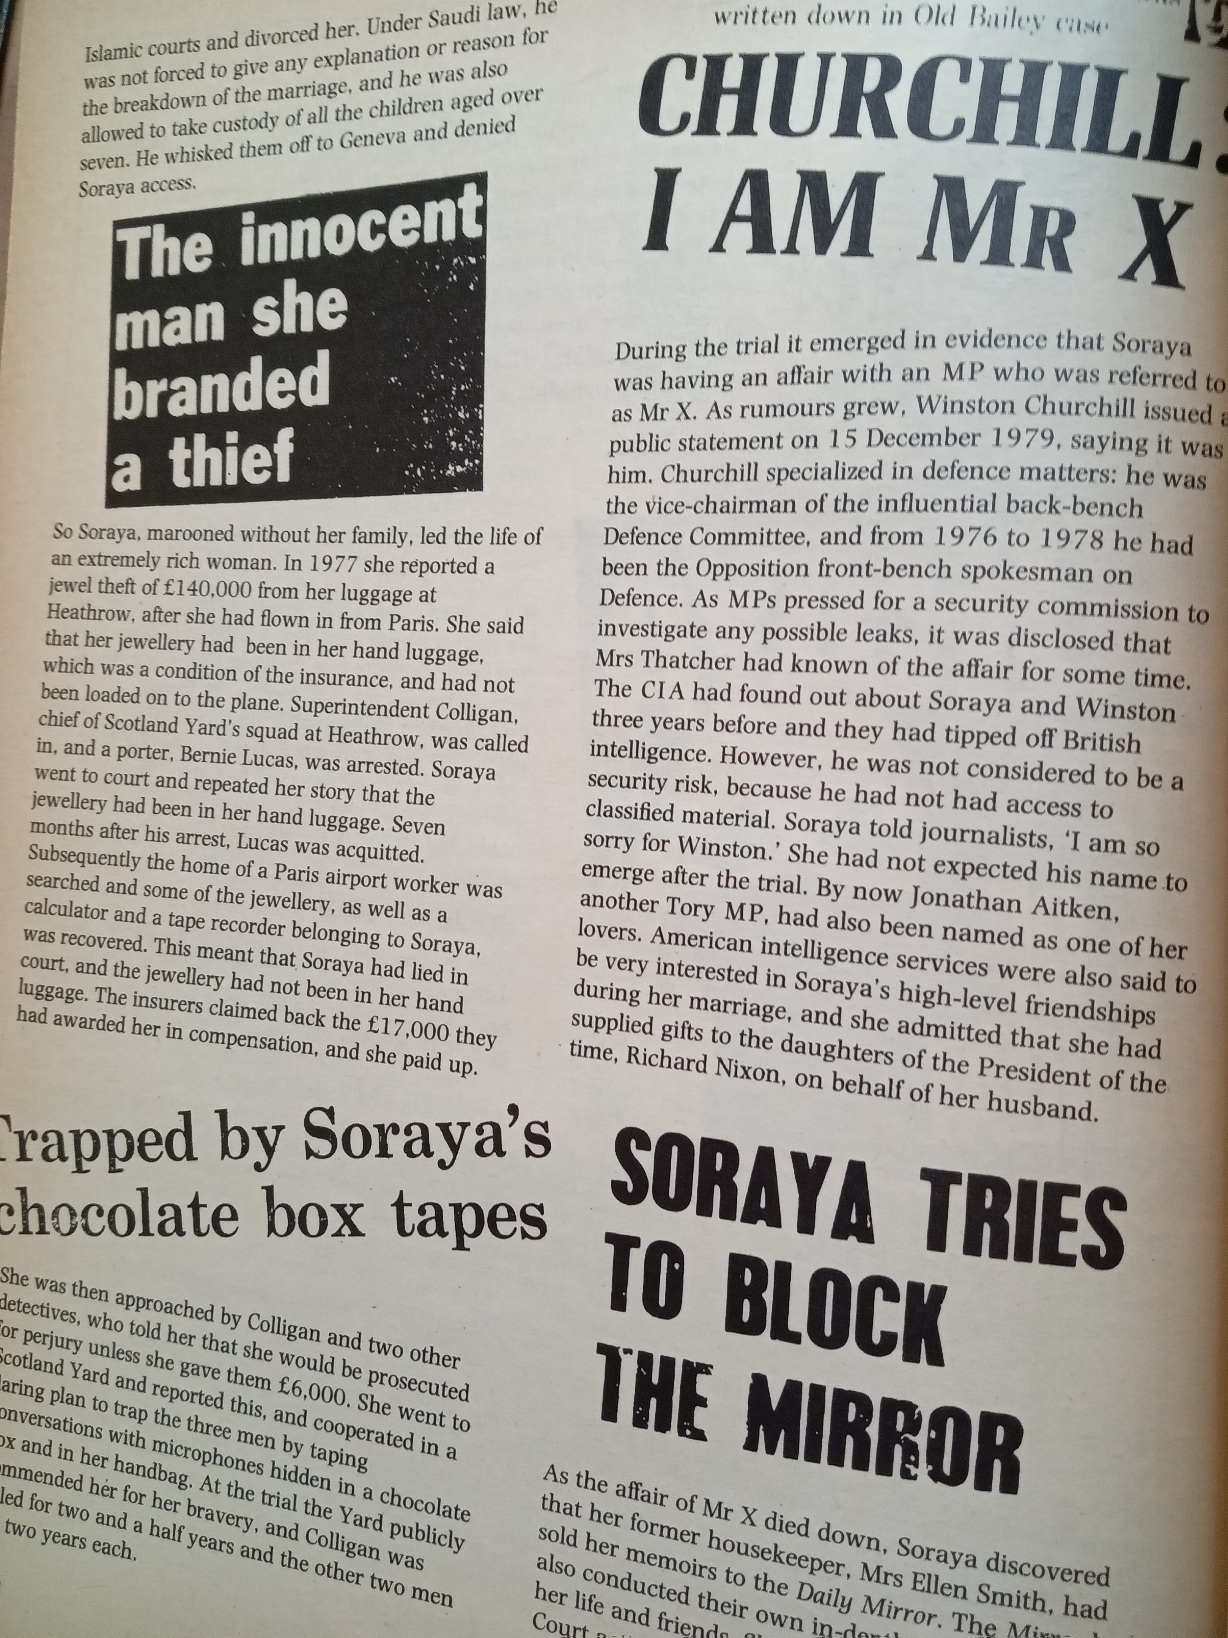 Islamic courts and divorced her. Under Saudi law, he
was not forced to give any explanation or reason for
the breakdown of the marriage, and he was also
allowed to take custody of all the children aged over
seven. He whisked them off to Geneva and denied
Soraya access.
The innocent
man she
branded
a thief
So Soraya, marooned without her family, led the life of
an extremely rich woman. In 1977 she reported a
jewel theft of £140,000 from her luggage at
Heathrow, after she had flown in from Paris. She said
that her jewellery had been in her hand luggage,
which was a condition of the insurance, and had not
been loaded on to the plane. Superintendent Colligan,
chief of Scotland Yard's squad at Heathrow, was called
in, and a porter, Bernie Lucas, was arrested. Soraya
went to court and repeated her story that the
jewellery had been in her hand luggage. Seven
months after his arrest, Lucas was acquitted.
Subsequently the home of a Paris airport worker was
searched and some of the jewellery, as well as a
calculator and a tape recorder belonging to Soraya,
was recovered. This meant that Soraya had lied in
court, and the jewellery had not been in her hand
luggage. The insurers claimed back the £17,000 they
had awarded her in compensation, and she paid up.
Trapped by Soraya's
chocolate box tapes
She was then approached by Colligan and two other
detectives, who told her that she would be prosecuted
for perjury unless she gave them £6,000. She went to
Scotland Yard and reported this, and cooperated in a
daring plan to trap the three men by taping
conversations with microphones hidden in a chocolate
box and in her handbag. At the trial the Yard publicly
commended her for her bravery, and Colligan was
led for two and a half years and the other two men
two years each.
written down in Old Bailey case
CHURCHILL:
I AM MR X
During the trial it emerged in evidence that Soraya
was having an affair with an MP who was referred to
as Mr X. As rumours grew, Winston Churchill issued a
public statement on 15 December 1979, saying it was
him. Churchill specialized in defence matters: he was
the vice-chairman of the influential back-bench
Defence Committee, and from 1976 to 1978 he had
been the Opposition front-bench spokesman on
Defence. As MPs pressed for a security commission to
investigate any possible leaks, it was disclosed that
Mrs Thatcher had known of the affair for some time.
The CIA had found out about Soraya and Winston
three years before and they had tipped off British
intelligence. However, he was not considered to be a
security risk, because he had not had access to
classified material. Soraya told journalists, 'I am so
sorry for Winston.' She had not expected his name to
emerge after the trial. By now Jonathan Aitken,
another Tory MP, had also been named as one of her
lovers. American intelligence services were also said to
be very interested in Soraya's high-level friendships
during her marriage, and she admitted that she had
supplied gifts to the daughters of the President of the
time, Richard Nixon, on behalf of her husband.
SORAYA TRIES
TO BLOCK
THE MIRROR
As the affair of Mr X died down, Soraya discovered
that her former housekeeper, Mrs Ellen Smith, had
sold her memoirs to the Daily Mirror. The
also conducted their own
her life and friends.
Court